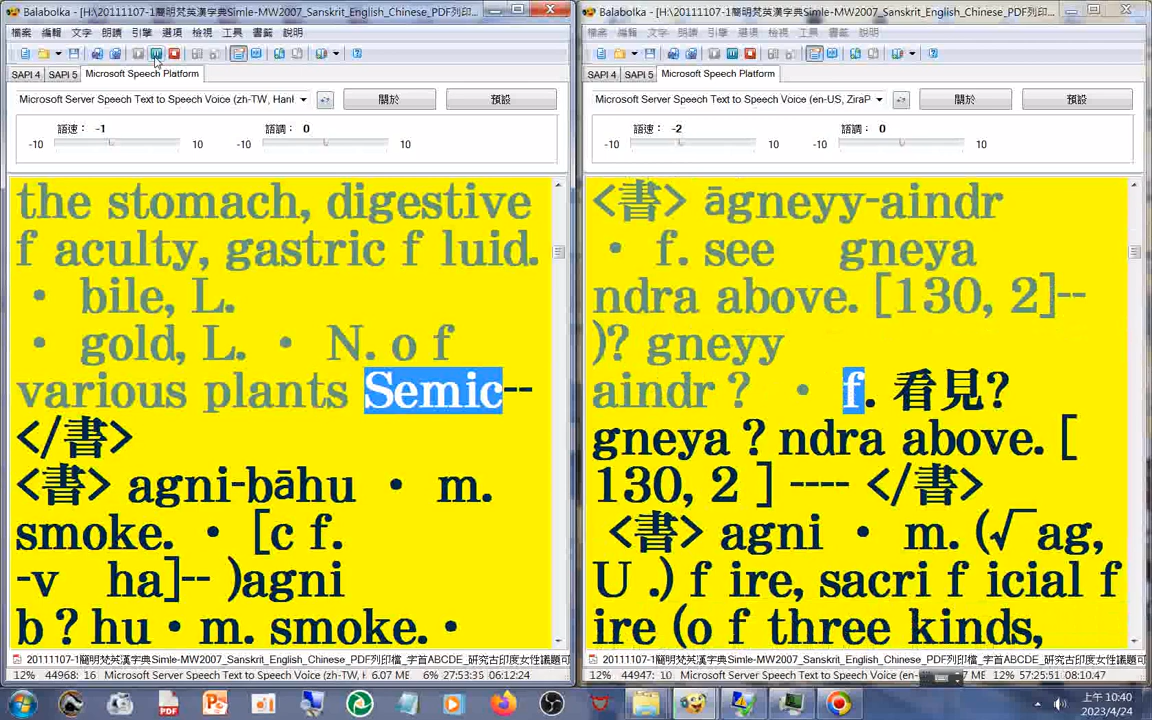 Balabolka - [H:\20111107-1簡明梵英漢字典Simle-MW2007_Sanskrit_English_Chinese_PDF列印...
檔案 編輯 文字 朗讀 引擎 選項 檢視 工具 書籤 說明
SAPI 4 SAPI 5 Microsoft Speech Platform
Microsoft Server Speech Text to Speech Voice (zh-TW, Hanl
關於 預設
語速： -1 語調： 0
-10 10 -10 10
the stomach, digestive
f aculty, gastric f luid.
• bile, L.
• gold, L. • N. o f
various plants Semic--
</書>
<書> agni-bāhu • m.
smoke. • [c f.
-v ha]-- )agni
b ? hu • m. smoke. •
20111107-1簡明梵英漢字典Simle-MW2007_Sanskrit_English_Chinese_PDF列印檔_字首ABCDE_研究古印度女性議題可
12% 44968: 16 Microsoft Server Speech Text to Speech Voice (zh-TW, H 6.07 MB 6% 27:53:35 06:12:24
Balabolka - [H:\20111107-1簡明梵英漢字典Simle-MW2007_Sanskrit_English_Chinese_PDF列印...
檔案 編輯 文字 朗讀 引擎 選項 檢視 工具 書籤 說明
SAPI 4 SAPI 5 Microsoft Speech Platform
Microsoft Server Speech Text to Speech Voice (en-US, ZiraP
關於 預設
語速： -2 語調： 0
-10 10 -10 10
<書> āgneyy-aindr
• f. see gneya
ndra above. [130, 2]--
)? gneyy
aindr ? • f. 看見?
gneya ? ndra above. [
130, 2 ] ---- </書>
<書> agni • m. (√ ag,
U .) f ire, sacri f icial f
ire (o f three kinds,
20111107-1簡明梵英漢字典Simle-MW2007_Sanskrit_English_Chinese_PDF列印檔_字首ABCDE_研究古印度女性議題可
12% 44947: 10 Microsoft Server Speech Text to Speech Voice 12% 57:25:51 08:10.47
上午 10:40
2023/4/24